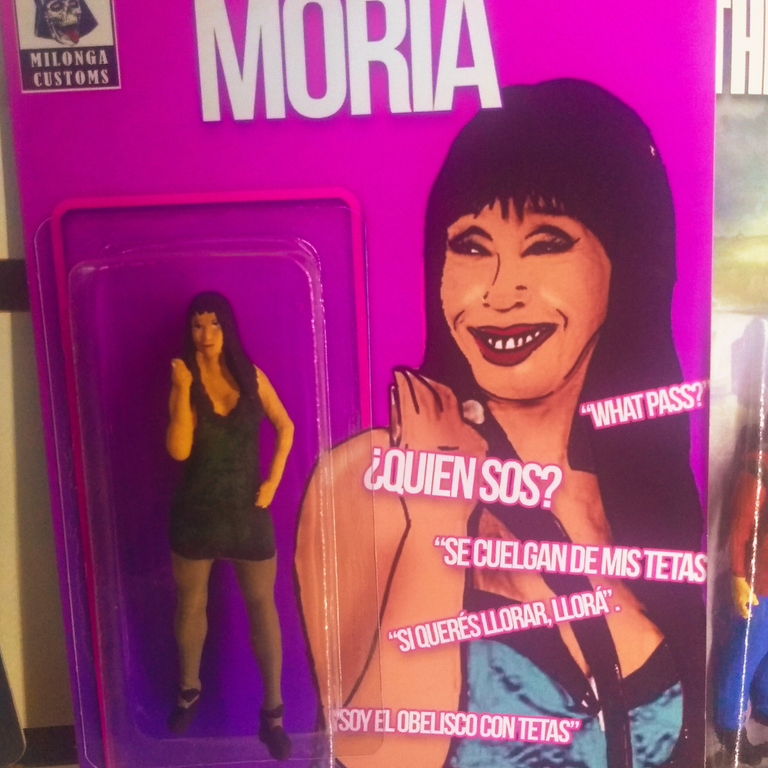 MILONGA
CUSTOMS
MORIA
TH
"WHAT PASS?"
¿QUIEN SOS?
"SE CUELGAN DE MIS TETAS
"SI QUERÉS LLORAR, LLORÁ".
"SOY EL OBELISCO CON TETAS"